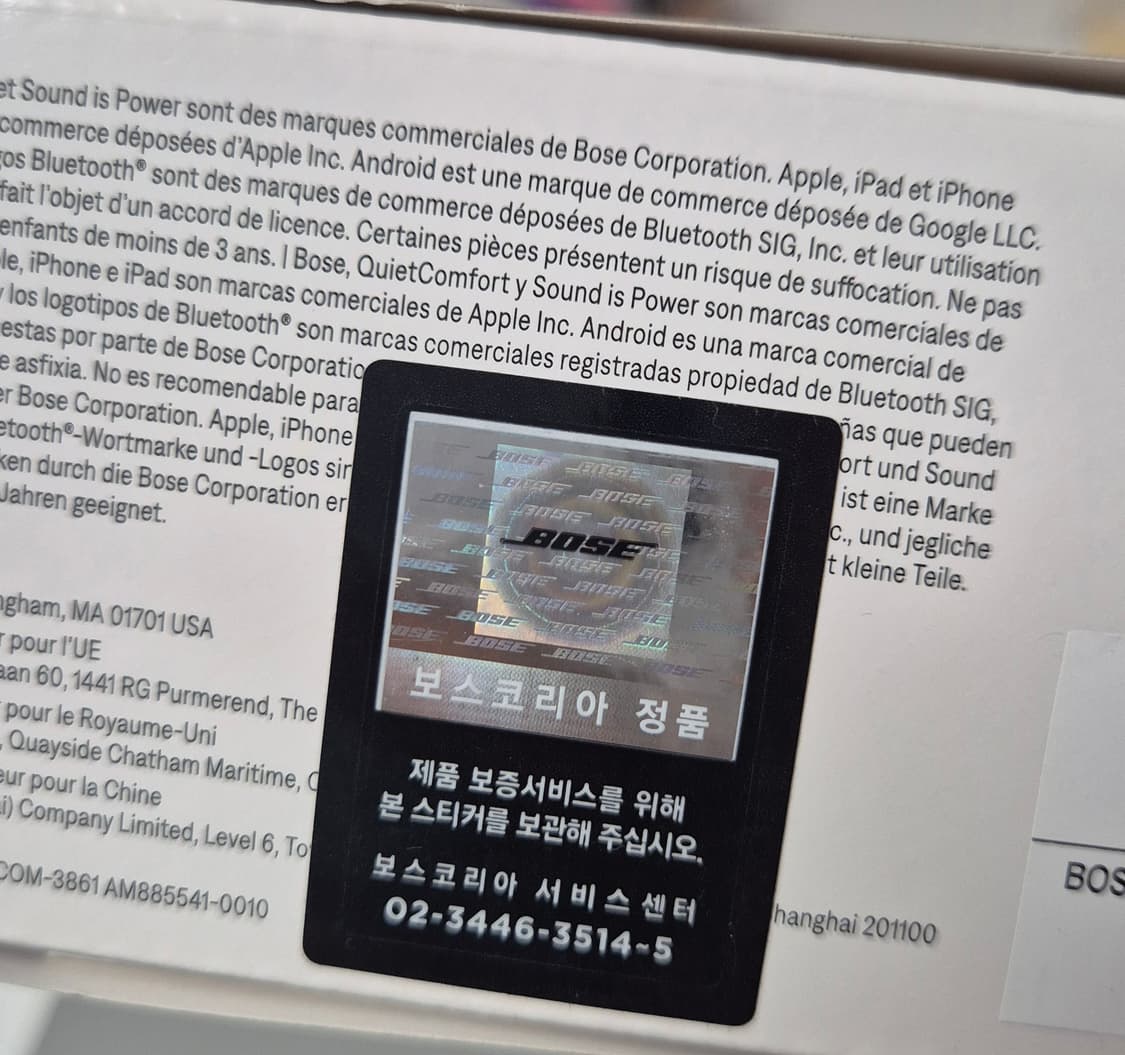 et Sound is Power sont des marques commerciales de Bose Corporation. Apple, iPad et iPhone
commerce déposées d'Apple Inc. Android est une marque de commerce déposée de Google LLC.
gos Bluetooth® sont des marques de commerce déposées de Bluetooth SIG, Inc. et leur utilisation
fait l'objet d'un accord de licence. Certaines pièces présentent un risque de suffocation. Ne pas
enfants de moins de 3 ans. | Bose, QuietComfort y Sound is Power son marcas comerciales de
le, iPhone e iPad son marcas comerciales de Apple Inc. Android es una marca comercial de
y los logotipos de Bluetooth® son marcas comerciales registradas propiedad de Bluetooth SIG,
estas por parte de Bose Corporatio
ñas que pueden
e asfixia. No es recomendable para
ort und Sound
er Bose Corporation. Apple, iPhone
ist eine Marke
etooth®-Wortmarke und -Logos sin
c., und jegliche
ken durch die Bose Corporation er
t kleine Teile.
Jahren geeignet.
BOSE
보스코리아 정품
제품 보증서비스를 위해
본 스티커를 보관해 주십시오.
보스코리아 서비스센터
02-3446-3514~5
ngham, MA 01701 USA
r pour l'UE
aan 60, 1441 RG Purmerend, The
pour le Royaume-Uni
, Quayside Chatham Maritime, C
eur pour la Chine
ai) Company Limited, Level 6, To
hanghai 201100
COM-3861 AM885541-0010
BOS